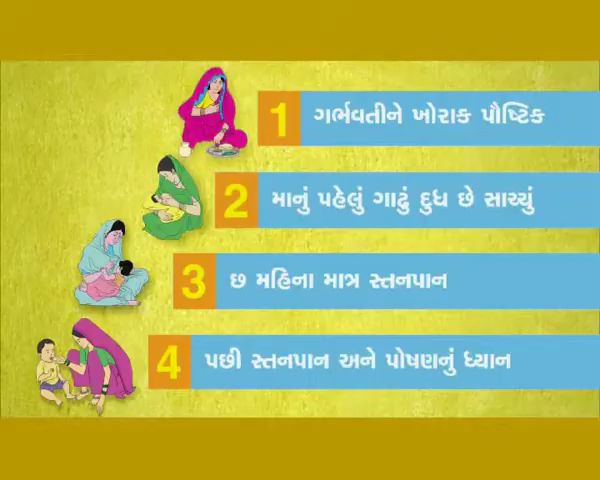 1 ગર્ભવતીને ખોરાક પૌષ્ટિક
2 માનું પહેલું ગાઢું દુધ છે સાચ્ચું
3 છ મહિના માત્ર સ્તનપાન
4 પછી સ્તનપાન અને પોષણનું ધ્યાન